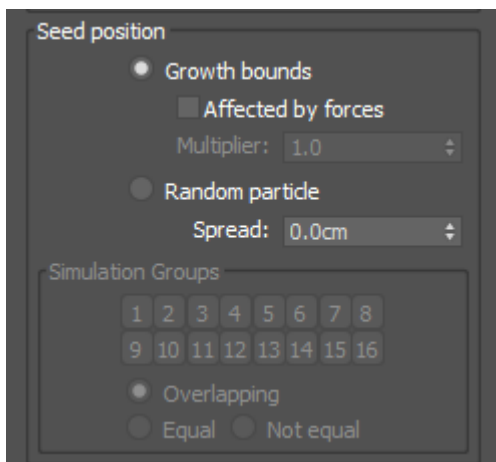 Seed position
Growth bounds
Affected by forces
Multiplier: 1.0
Random particle
Spread: 0.0cm
Simulation Groups
1 2 3 4 5 6 7 8
9 10 11 12 13 14 15 16
Overlapping
Equal Not equal